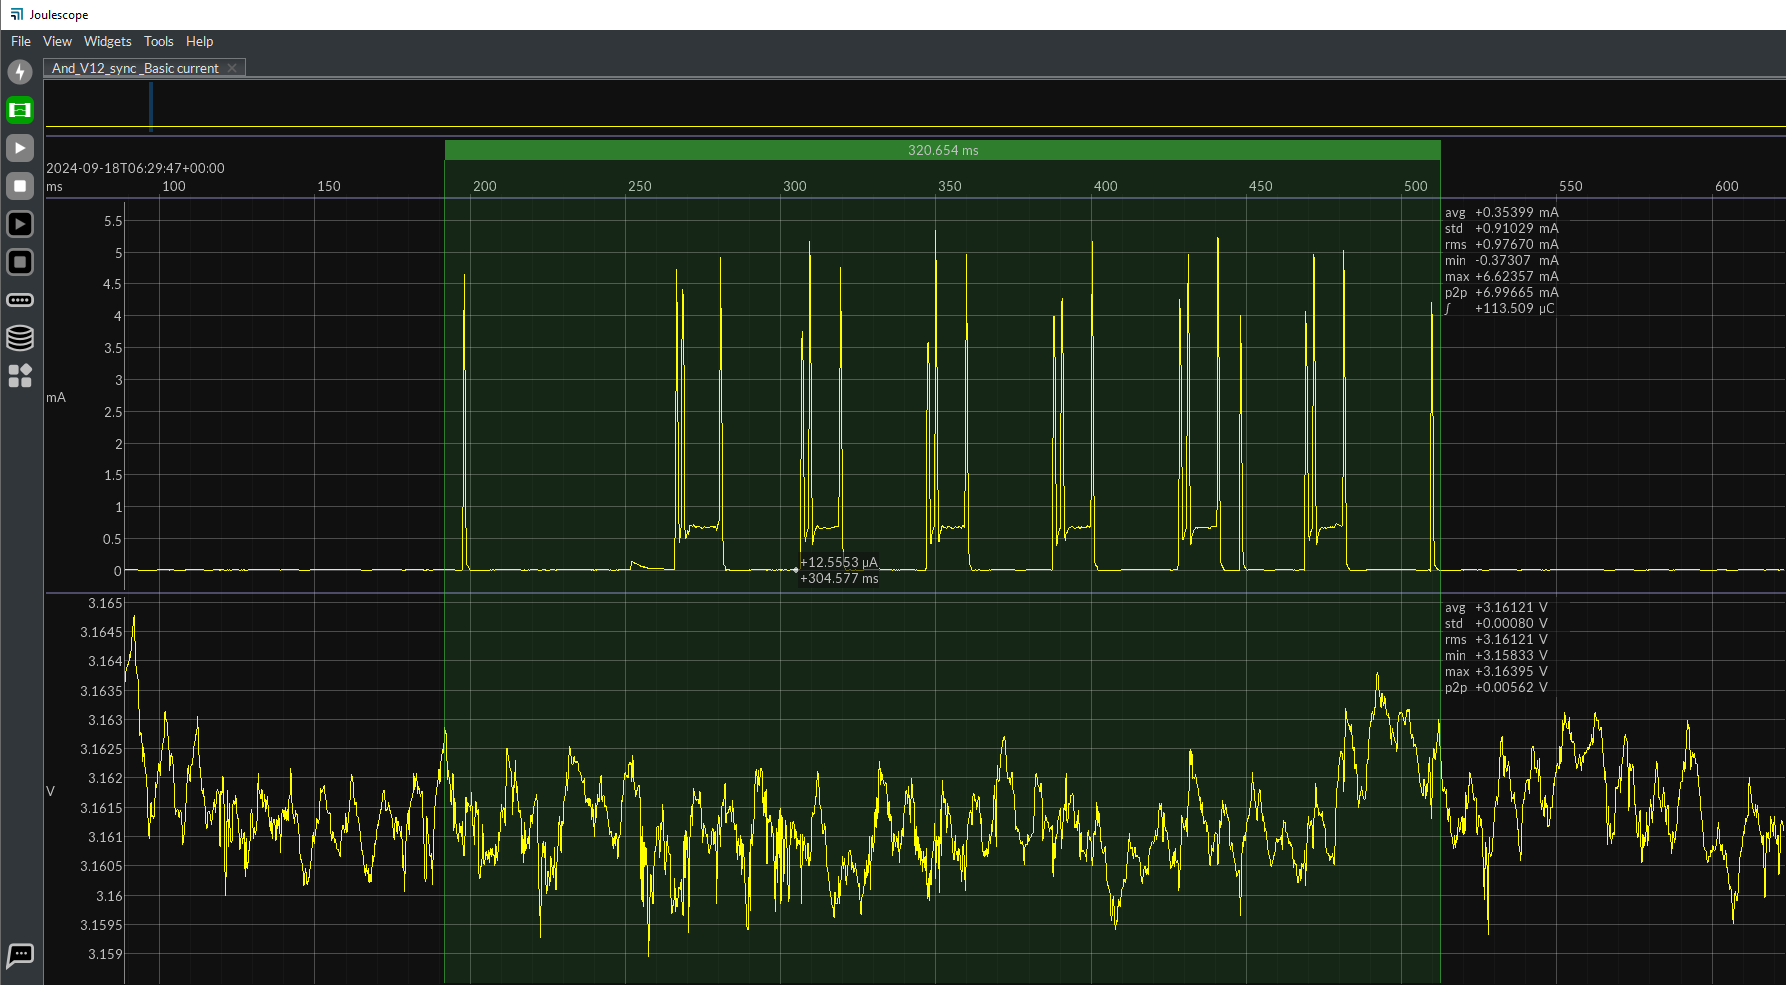 Joulescope
File View Widgets Tools Help
And_V12_sync_Basic current
320.654 ms
2024-09-18T06:29:47+00:00
ms 100 150 200 250 300 350 400 450 500 550 600
5.5
5
4.5
4
3.5
3
2.5
2
1.5
1
0.5
0
mA
avg +0.35399 mA
std +0.91029 mA
rms +0.97670 mA
min -0.37307 mA
max +6.62357 mA
p2p +6.99665 mA
∫ +113.509 µC
+12.5553 µA
+304.577 ms
3.165
3.1645
3.164
3.1635
3.163
3.1625
3.162
3.1615
3.161
3.1605
3.16
3.1595
3.159
V
avg +3.16121 V
std +0.00080 V
rms +3.16121 V
min +3.15833 V
max +3.16395 V
p2p +0.00562 V